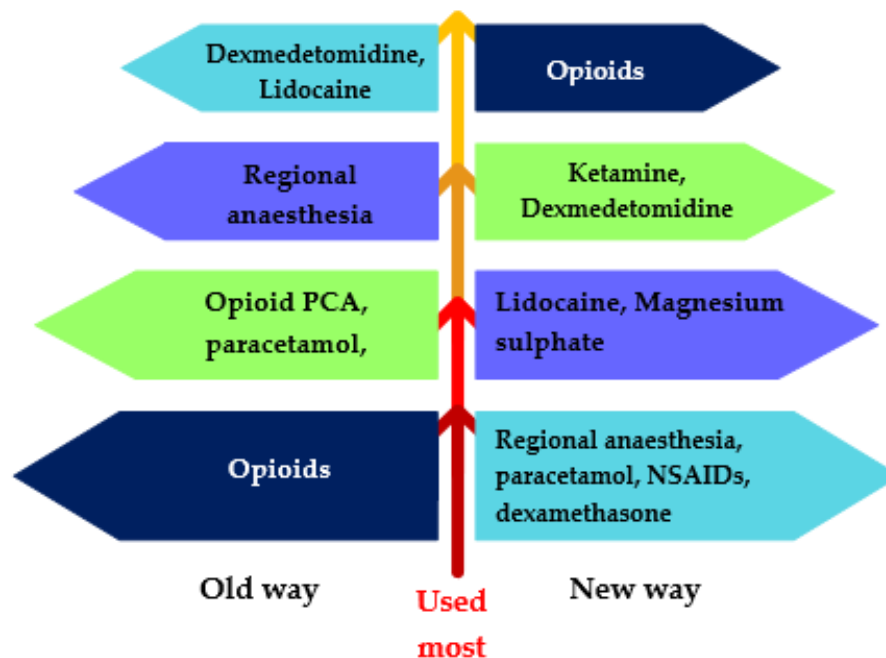 Dexmedetomidine,
Lidocaine
Opioids
Regional
anaesthesia
Ketamine,
Dexmedetomidine
Opioid PCA,
paracetamol,
Lidocaine, Magnesium
sulphate
Opioids
Regional anaesthesia,
paracetamol, NSAIDs,
dexamethasone
Old way
Used
most
New way